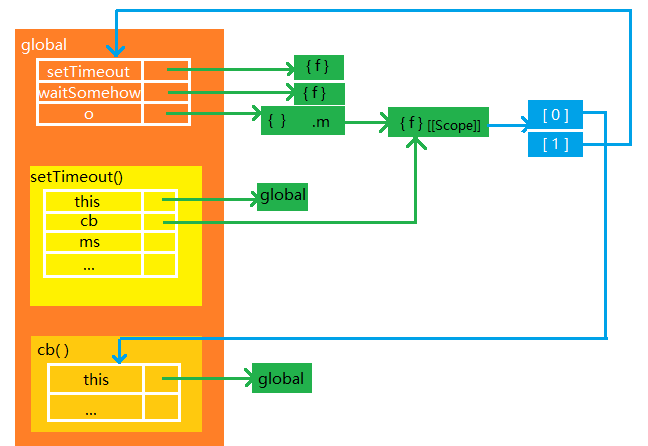 global
setTimeout
{ f }
waitSomehow
{ f }
o
{ } .m
{ f } [[Scope]]
[ 0 ]
[ 1 ]
setTimeout()
this
global
cb
ms
...
cb( )
this
global
...